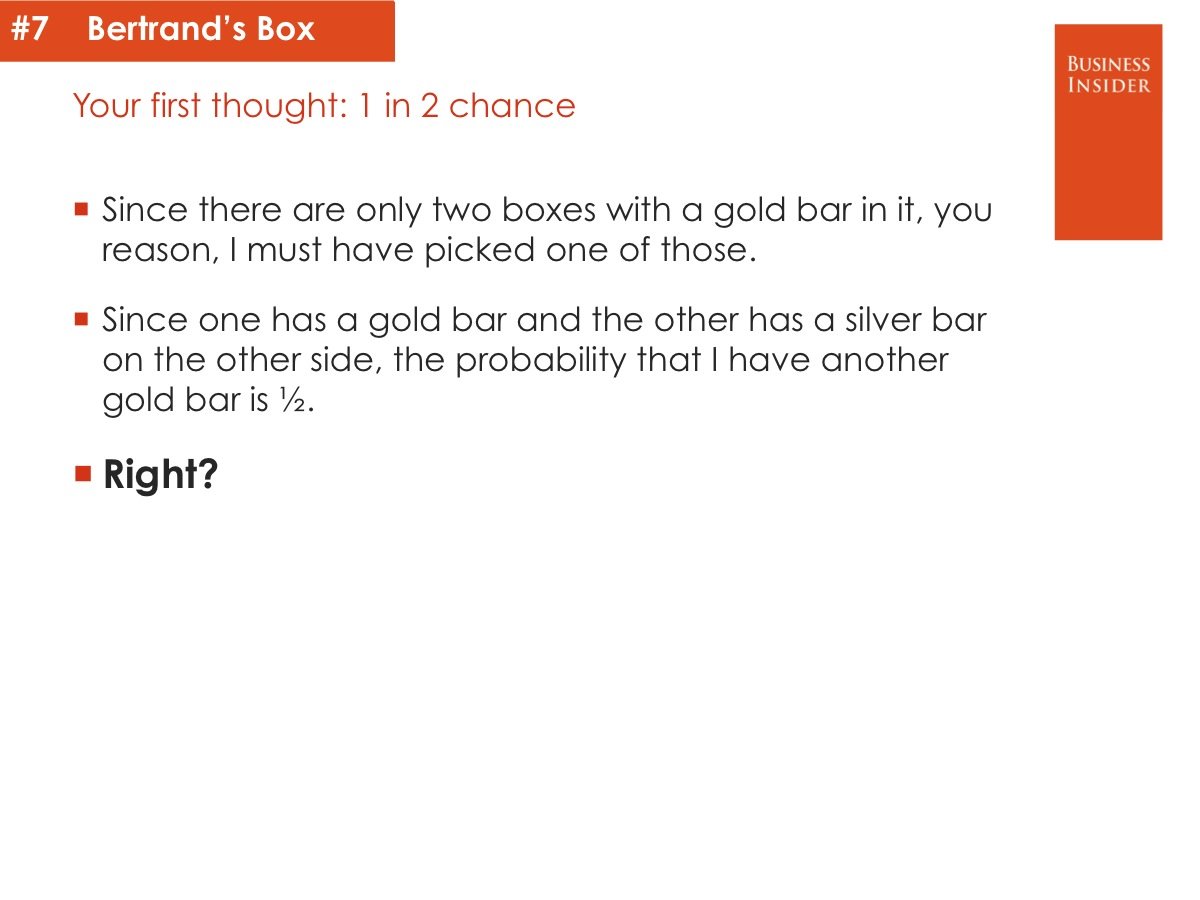 #7 Bertrand’s Box
BUSINESS
INSIDER
Your first thought: 1 in 2 chance
Since there are only two boxes with a gold bar in it, you
reason, I must have picked one of those.
Since one has a gold bar and the other has a silver bar
on the other side, the probability that I have another
gold bar is ½.
Right?